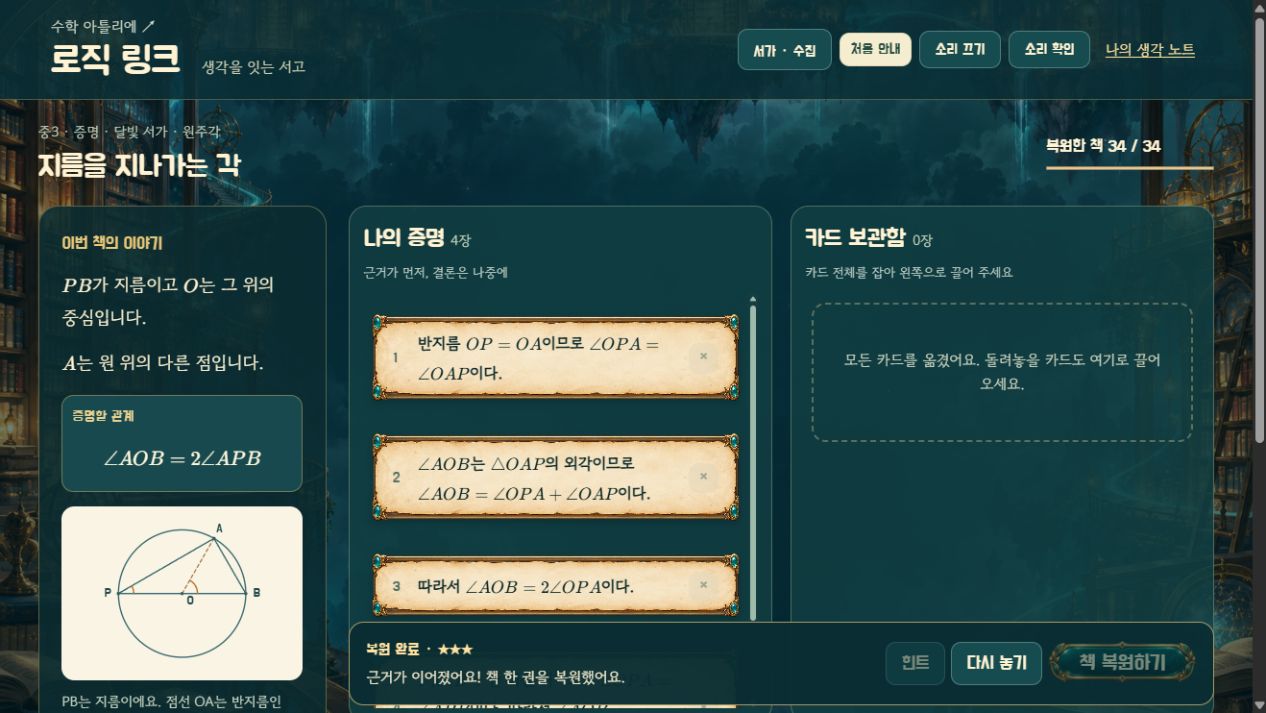 수학 아틀리에 ↗
로직 링크 생각을 잇는 서고
서가 · 수집
처음 안내
소리 끄기
소리 확인
나의 생각 노트
중3 · 증명 · 달빛 서가 · 원주각
지름을 지나가는 각
복원한 책 34 / 34
이번 책의 이야기
PB가 지름이고 O는 그 위의
중심입니다.
A는 원 위의 다른 점입니다.
증명할 관계
∠AOB = 2∠APB
A
P
O
B
PB는 지름이에요. 점선 OA는 반지름인
나의 증명 4장
근거가 먼저, 결론은 나중에
1 반지름 OP = OA이므로 ∠OPA = ×
∠OAP이다.
2 ∠AOB는 △OAP의 외각이므로 ×
∠AOB = ∠OPA + ∠OAP이다.
3 따라서 ∠AOB = 2∠OPA이다. ×
카드 보관함 0장
카드 전체를 잡아 왼쪽으로 끌어 주세요
모든 카드를 옮겼어요. 돌려놓을 카드도 여기로 끌어
오세요.
복원 완료 · ★★★
근거가 이어졌어요! 책 한 권을 복원했어요.
힌트
다시 놓기
책 복원하기